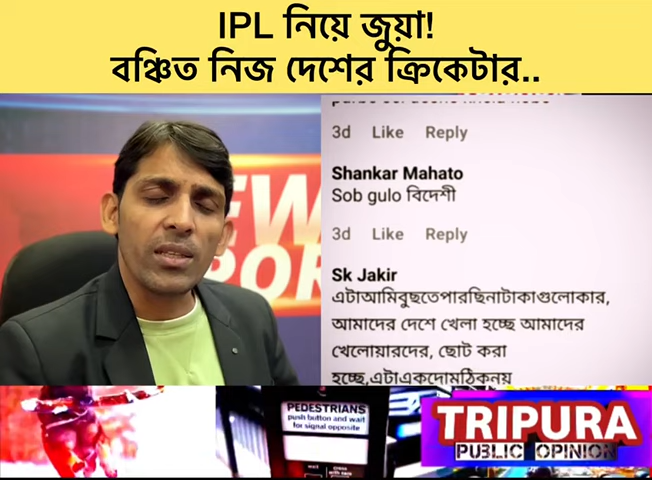 IPL নিয়ে জুয়া!
বঞ্চিত নিজ দেশের ক্রিকেটার..
3d Like Reply
Shankar Mahato
Sob gulo বিদেশী
3d Like Reply
Sk Jakir
এটাআমিবুছতেপারছিনাটাকাগুলোকার,
আমাদের দেশে খেলা হচ্ছে আমাদের
খেলোয়ারদের, ছোট করা
হচ্ছে,এটাএকদোমঠিকনয়
PEDESTRIANS
push button and wait
for signal opposite
TRIPURA
PUBLIC OPINION